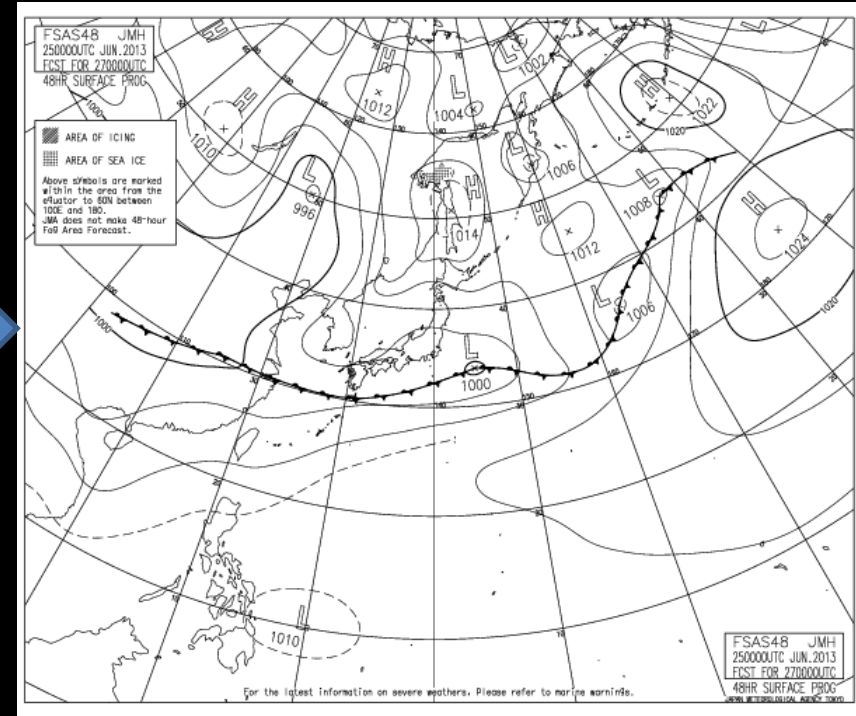 FSAS48 JMH
250000UTC JUN.2013
FCST FOR 270000UTC
48HR SURFACE PROG
AREA OF ICING
AREA OF SEA ICE
Above symbols are marked
within the area from the
equator to 60N between
100E and 180.
JMA does not make 48-hour
Fog Area Forecast.
L
1002
H
1012
L
1004
H
1022
1020
H
1010
1000
L
996
L
1006
H
1014
L
1008
H
1012
H
1024
1020
L
1006
1000
L
1000
L
1010
For the latest information on severe weathers, Please refer to marine warnings.
FSAS48 JMH
250000UTC JUN.2013
FCST FOR 270000UTC
48HR SURFACE PROG
JAPAN METEOROLOGICAL AGENCY TOKYO